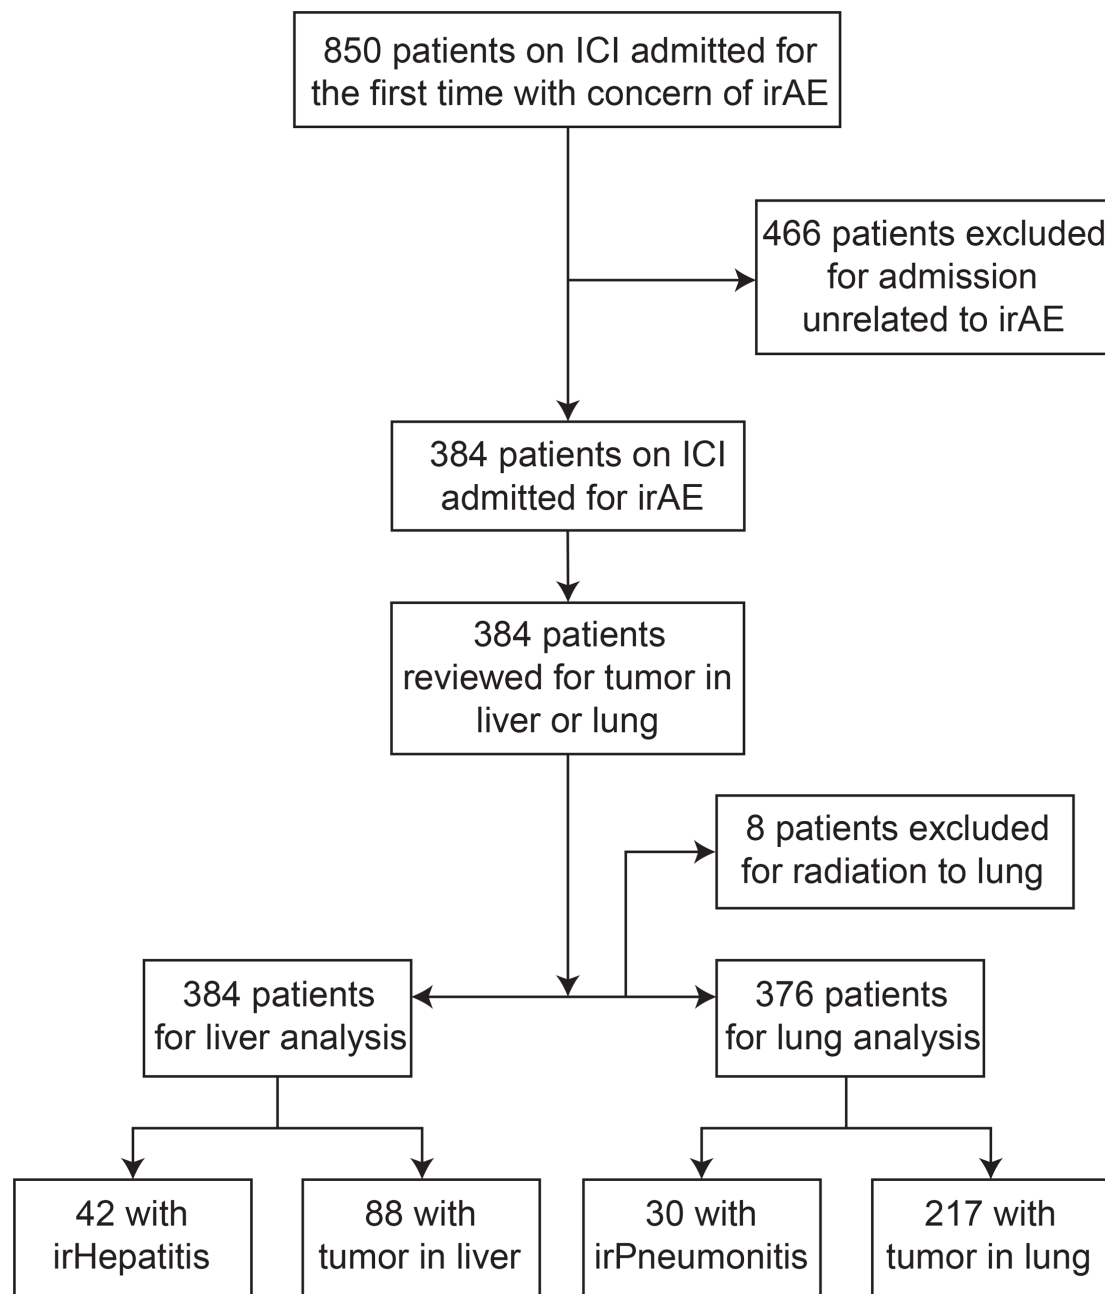 850 patients on ICI admitted for
the first time with concern of irAE
466 patients excluded
for admission
unrelated to irAE
384 patients on ICI
admitted for irAE
384 patients
reviewed for tumor in
liver or lung
8 patients excluded
for radiation to lung
384 patients
for liver analysis
376 patients
for lung analysis
42 with
irHepatitis
88 with
tumor in liver
30 with
irPneumonitis
217 with
tumor in lung